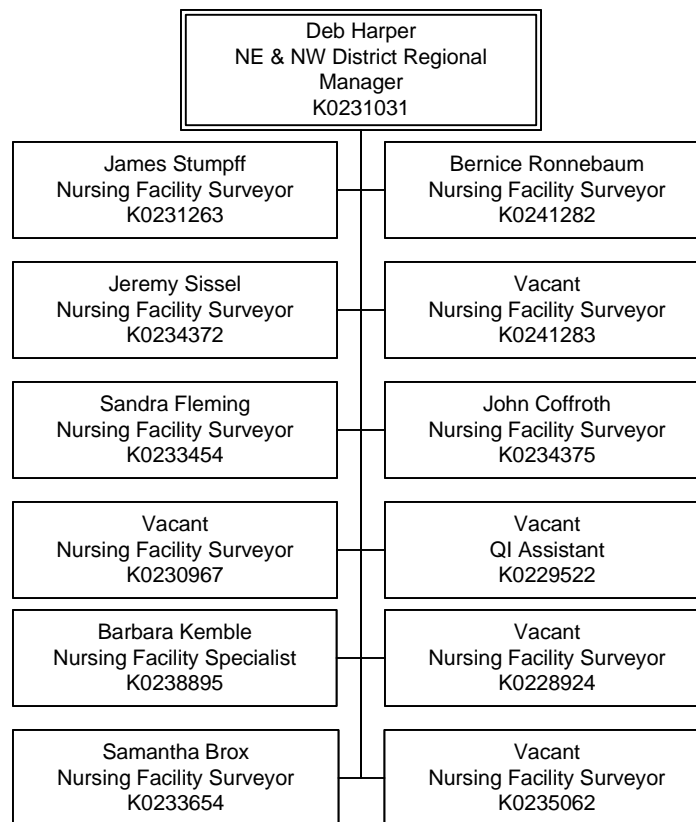 Deb Harper
NE & NW District Regional
Manager
K0231031
James Stumpff
Nursing Facility Surveyor
K0231263
Bernice Ronnebaum
Nursing Facility Surveyor
K0241282
Jeremy Sissel
Nursing Facility Surveyor
K0234372
Vacant
Nursing Facility Surveyor
K0241283
Sandra Fleming
Nursing Facility Surveyor
K0233454
John Coffroth
Nursing Facility Surveyor
K0234375
Vacant
Nursing Facility Surveyor
K0230967
Vacant
QI Assistant
K0229522
Barbara Kemble
Nursing Facility Specialist
K0238895
Vacant
Nursing Facility Surveyor
K0228924
Samantha Brox
Nursing Facility Surveyor
K0233654
Vacant
Nursing Facility Surveyor
K0235062